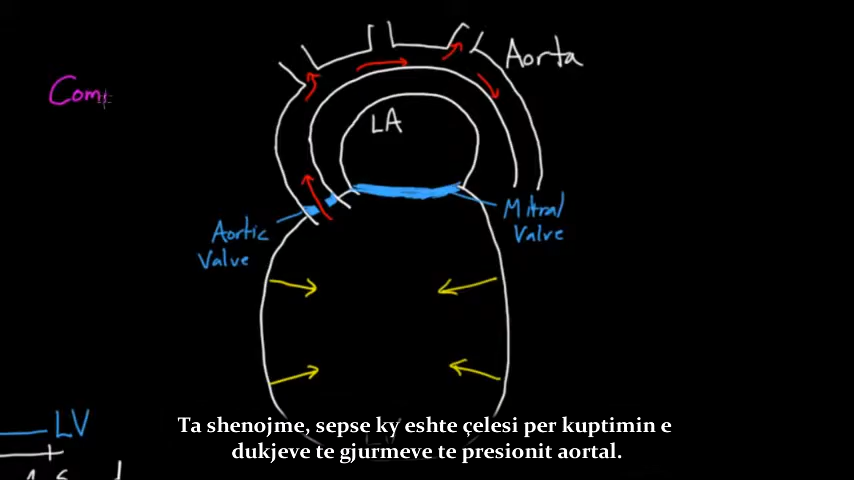 Aorta
Com
LA
Mitral
Valve
Aortic
Valve
LV
Ta shenojme, sepse ky eshte çelesi per kuptimin e
dukjeve te gjurmeve te presionit aortal.